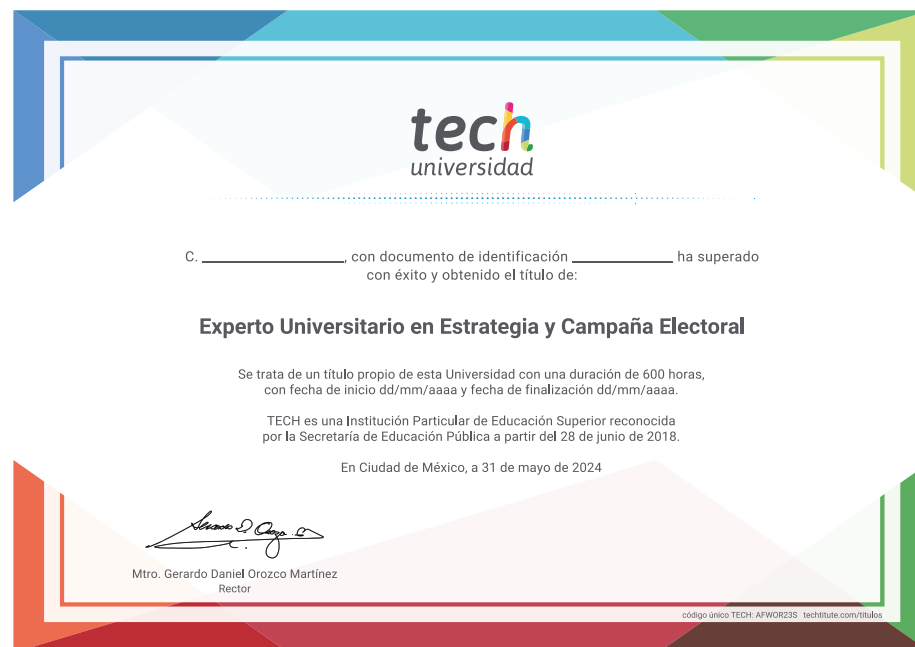 tech
universidad
C. ____________, con documento de identificación ____________ ha superado
con éxito y obtenido el título de:
Experto Universitario en Estrategia y Campaña Electoral
Se trata de un título propio de esta Universidad con una duración de 600 horas,
con fecha de inicio dd/mm/aaaa y fecha de finalización dd/mm/aaaa.
TECH es una Institución Particular de Educación Superior reconocida
por la Secretaría de Educación Pública a partir del 28 de junio de 2018.
En Ciudad de México, a 31 de mayo de 2024
Mtro. Gerardo Daniel Orozco Martínez
Rector
código único TECH: AFWOR23S techtitute.com/titulos